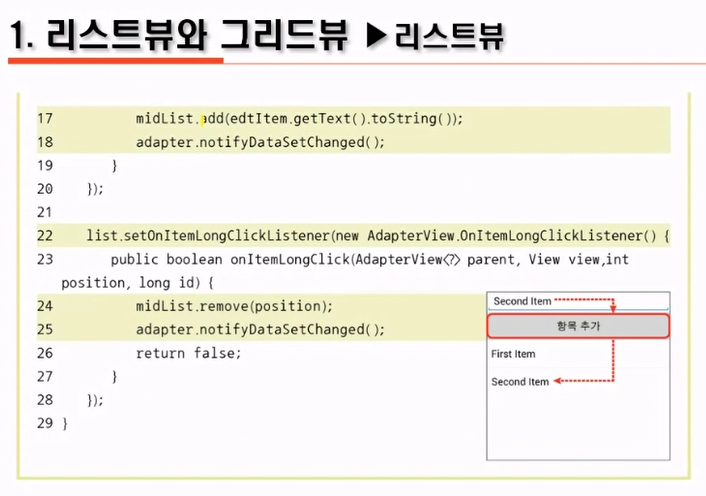 1. 리스트뷰와 그리드뷰 ▶리스트뷰
17 midList.add(edtItem.getText().toString());
18 adapter.notifyDataSetChanged();
19 }
20 });
21
22 list.setOnItemLongClickListener(new AdapterView.OnItemLongClickListener() {
23 public boolean onItemLongClick(AdapterView<?> parent, View view,int
position, long id) {
24 midList.remove(position);
25 adapter.notifyDataSetChanged();
26 return false;
27 }
28 });
29 }
Second Item
항목 추가
First Item
Second Item